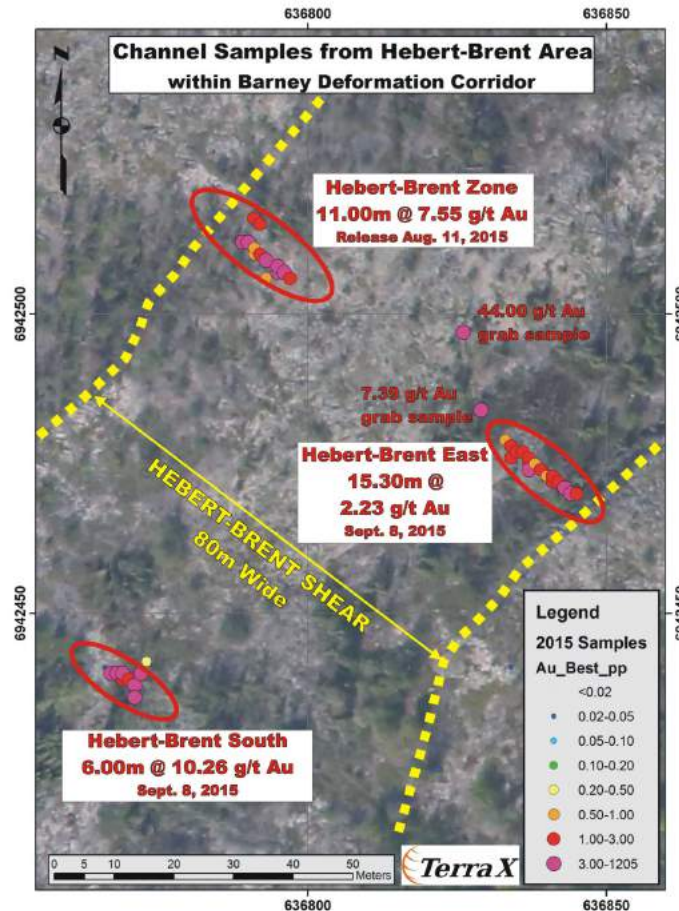 636800
636850
Channel Samples from Hebert-Brent Area
within Barney Deformation Corridor
N
Hebert-Brent Zone
11.00m @ 7.55 g/t Au
Release Aug. 11, 2015
6942500
6942500
44.00 g/t Au
grab sample
7.39 g/t Au
grab sample
Hebert-Brent East
15.30m @
2.23 g/t Au
Sept. 8, 2015
HEBERT-BRENT SHEAR
80m Wide
6942450
6942450
Hebert-Brent South
6.00m @ 10.26 g/t Au
Sept. 8, 2015
Legend
2015 Samples
Au_Best_pp
<0.02
0.02-0.05
0.05-0.10
0.10-0.20
0.20-0.50
0.50-1.00
1.00-3.00
3.00-1205
0 5 10 20 30 40 50
Meters
TerraX
636800
636850